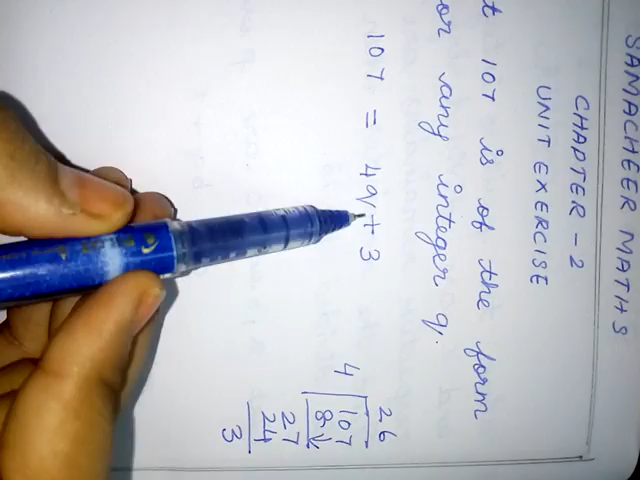 SAMACHEER MATHS
CHAPTER - 2
UNIT EXERCISE
t 107 is of the form
or any integer q.
107 = 4q + 3
26
4 107
8↓
27
24
3